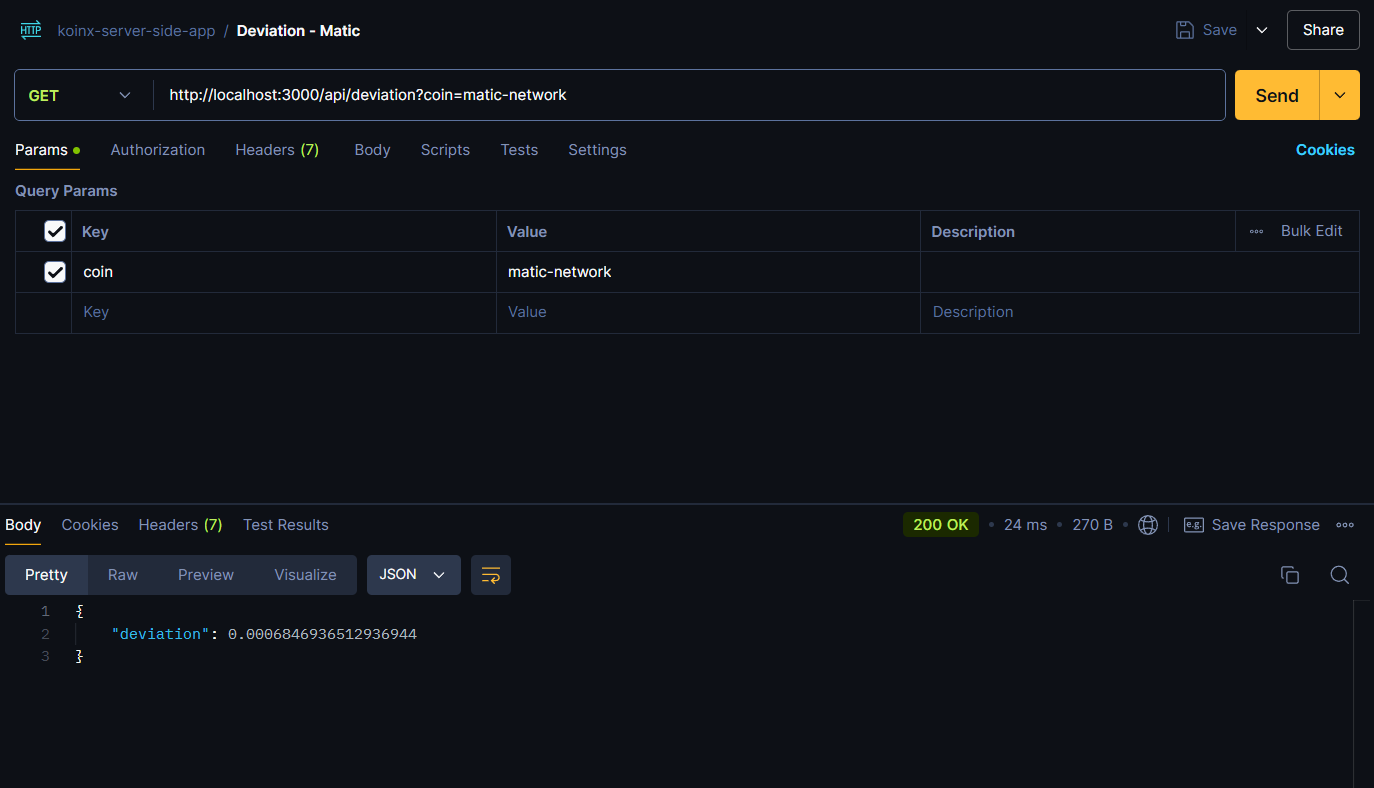 HTTP koinx-server-side-app / Deviation - Matic Save Share
GET http://localhost:3000/api/deviation?coin=matic-network Send
Params Authorization Headers (7) Body Scripts Tests Settings Cookies
Query Params
Key Value Description Bulk Edit
coin matic-network
Key Value Description
Body Cookies Headers (7) Test Results 200 OK • 24 ms • 270 B • e.g. Save Response
Pretty Raw Preview Visualize JSON
1 {
2 "deviation": 0.0006846936512936944
3 }